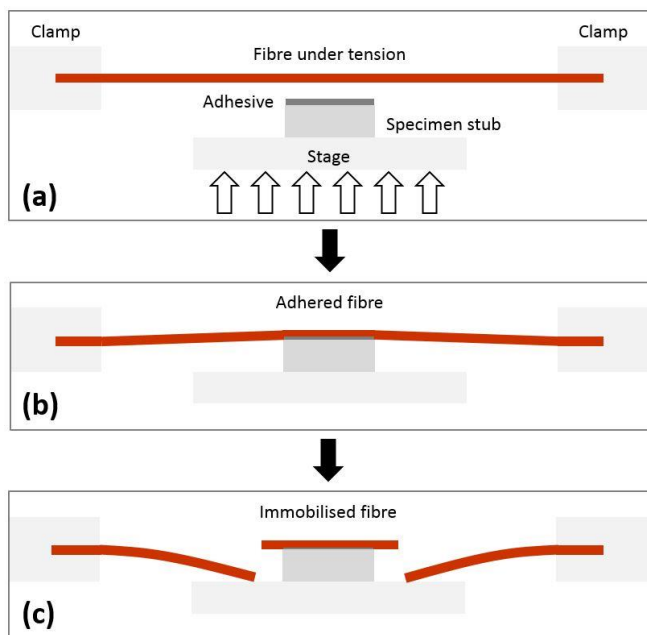 Clamp
Clamp
Fibre under tension
Adhesive
Specimen stub
Stage
(a)
Adhered fibre
(b)
Immobilised fibre
(c)